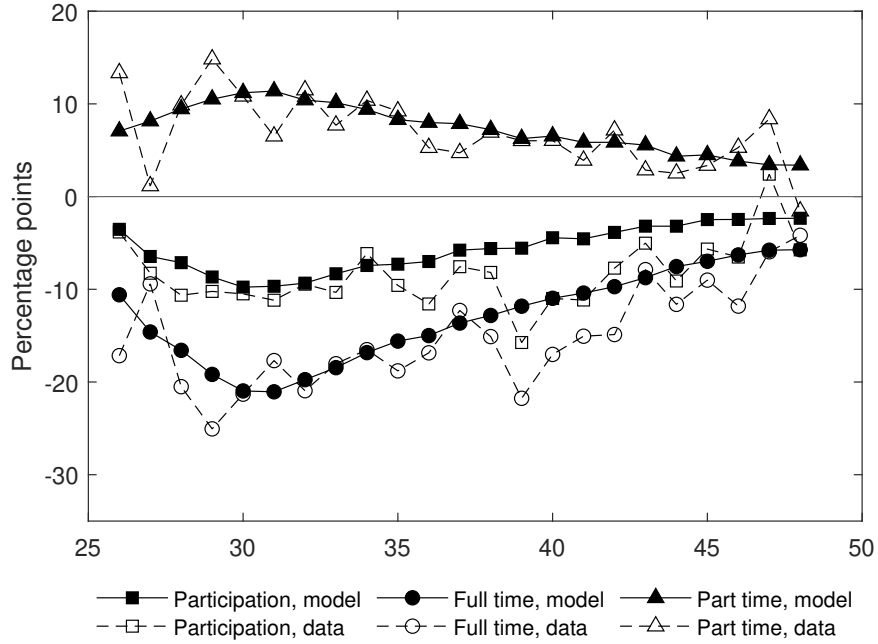 20
10
0
-10
-20
-30
Percentage points
25 30 35 40 45 50
Participation, model Full time, model Part time, model
Participation, data Full time, data Part time, data